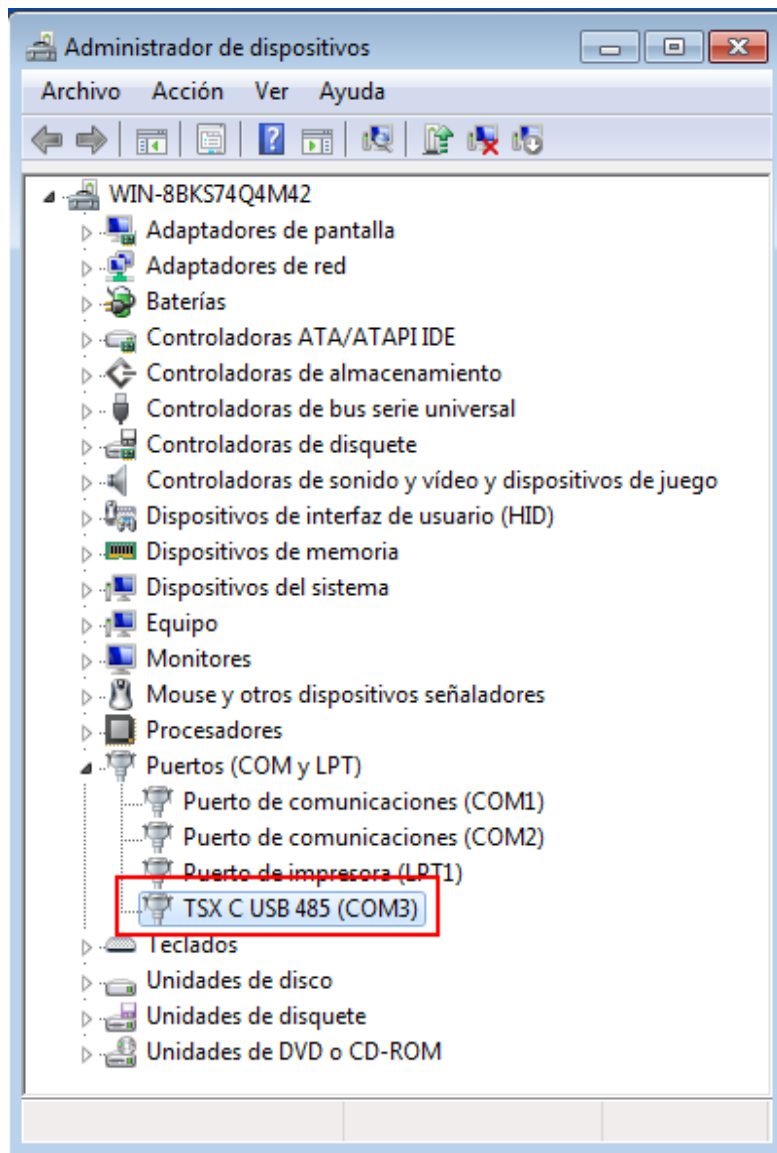 Administrador de dispositivos
Archivo Acción Ver Ayuda
WIN-8BKS74Q4M42
Adaptadores de pantalla
Adaptadores de red
Baterías
Controladoras ATA/ATAPI IDE
Controladoras de almacenamiento
Controladoras de bus serie universal
Controladoras de disquete
Controladoras de sonido y vídeo y dispositivos de juego
Dispositivos de interfaz de usuario (HID)
Dispositivos de memoria
Dispositivos del sistema
Equipo
Monitores
Mouse y otros dispositivos señaladores
Procesadores
Puertos (COM y LPT)
Puerto de comunicaciones (COM1)
Puerto de comunicaciones (COM2)
Puerto de impresora (LPT1)
TSX C USB 485 (COM3)
Teclados
Unidades de disco
Unidades de disquete
Unidades de DVD o CD-ROM